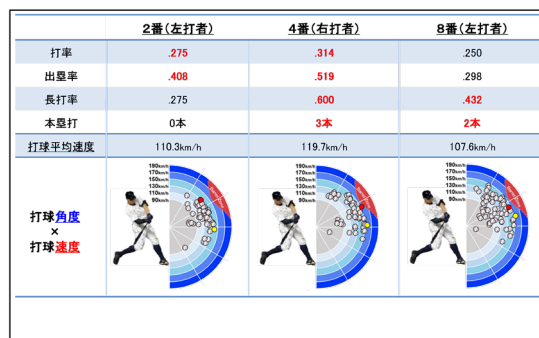 2番(左打者) 4番(右打者) 8番(左打者)
打率 .275 .314 .250
出塁率 .408 .519 .298
長打率 .275 .600 .432
本塁打 0本 3本 2本
打球平均速度 110.3km/h 119.7km/h 107.6km/h
190km/h 190km/h 190km/h
170km/h 170km/h 170km/h
150km/h 150km/h 150km/h
130km/h 130km/h 130km/h
110km/h 110km/h 110km/h
90km/h 90km/h 90km/h
打球角度
×
打球速度